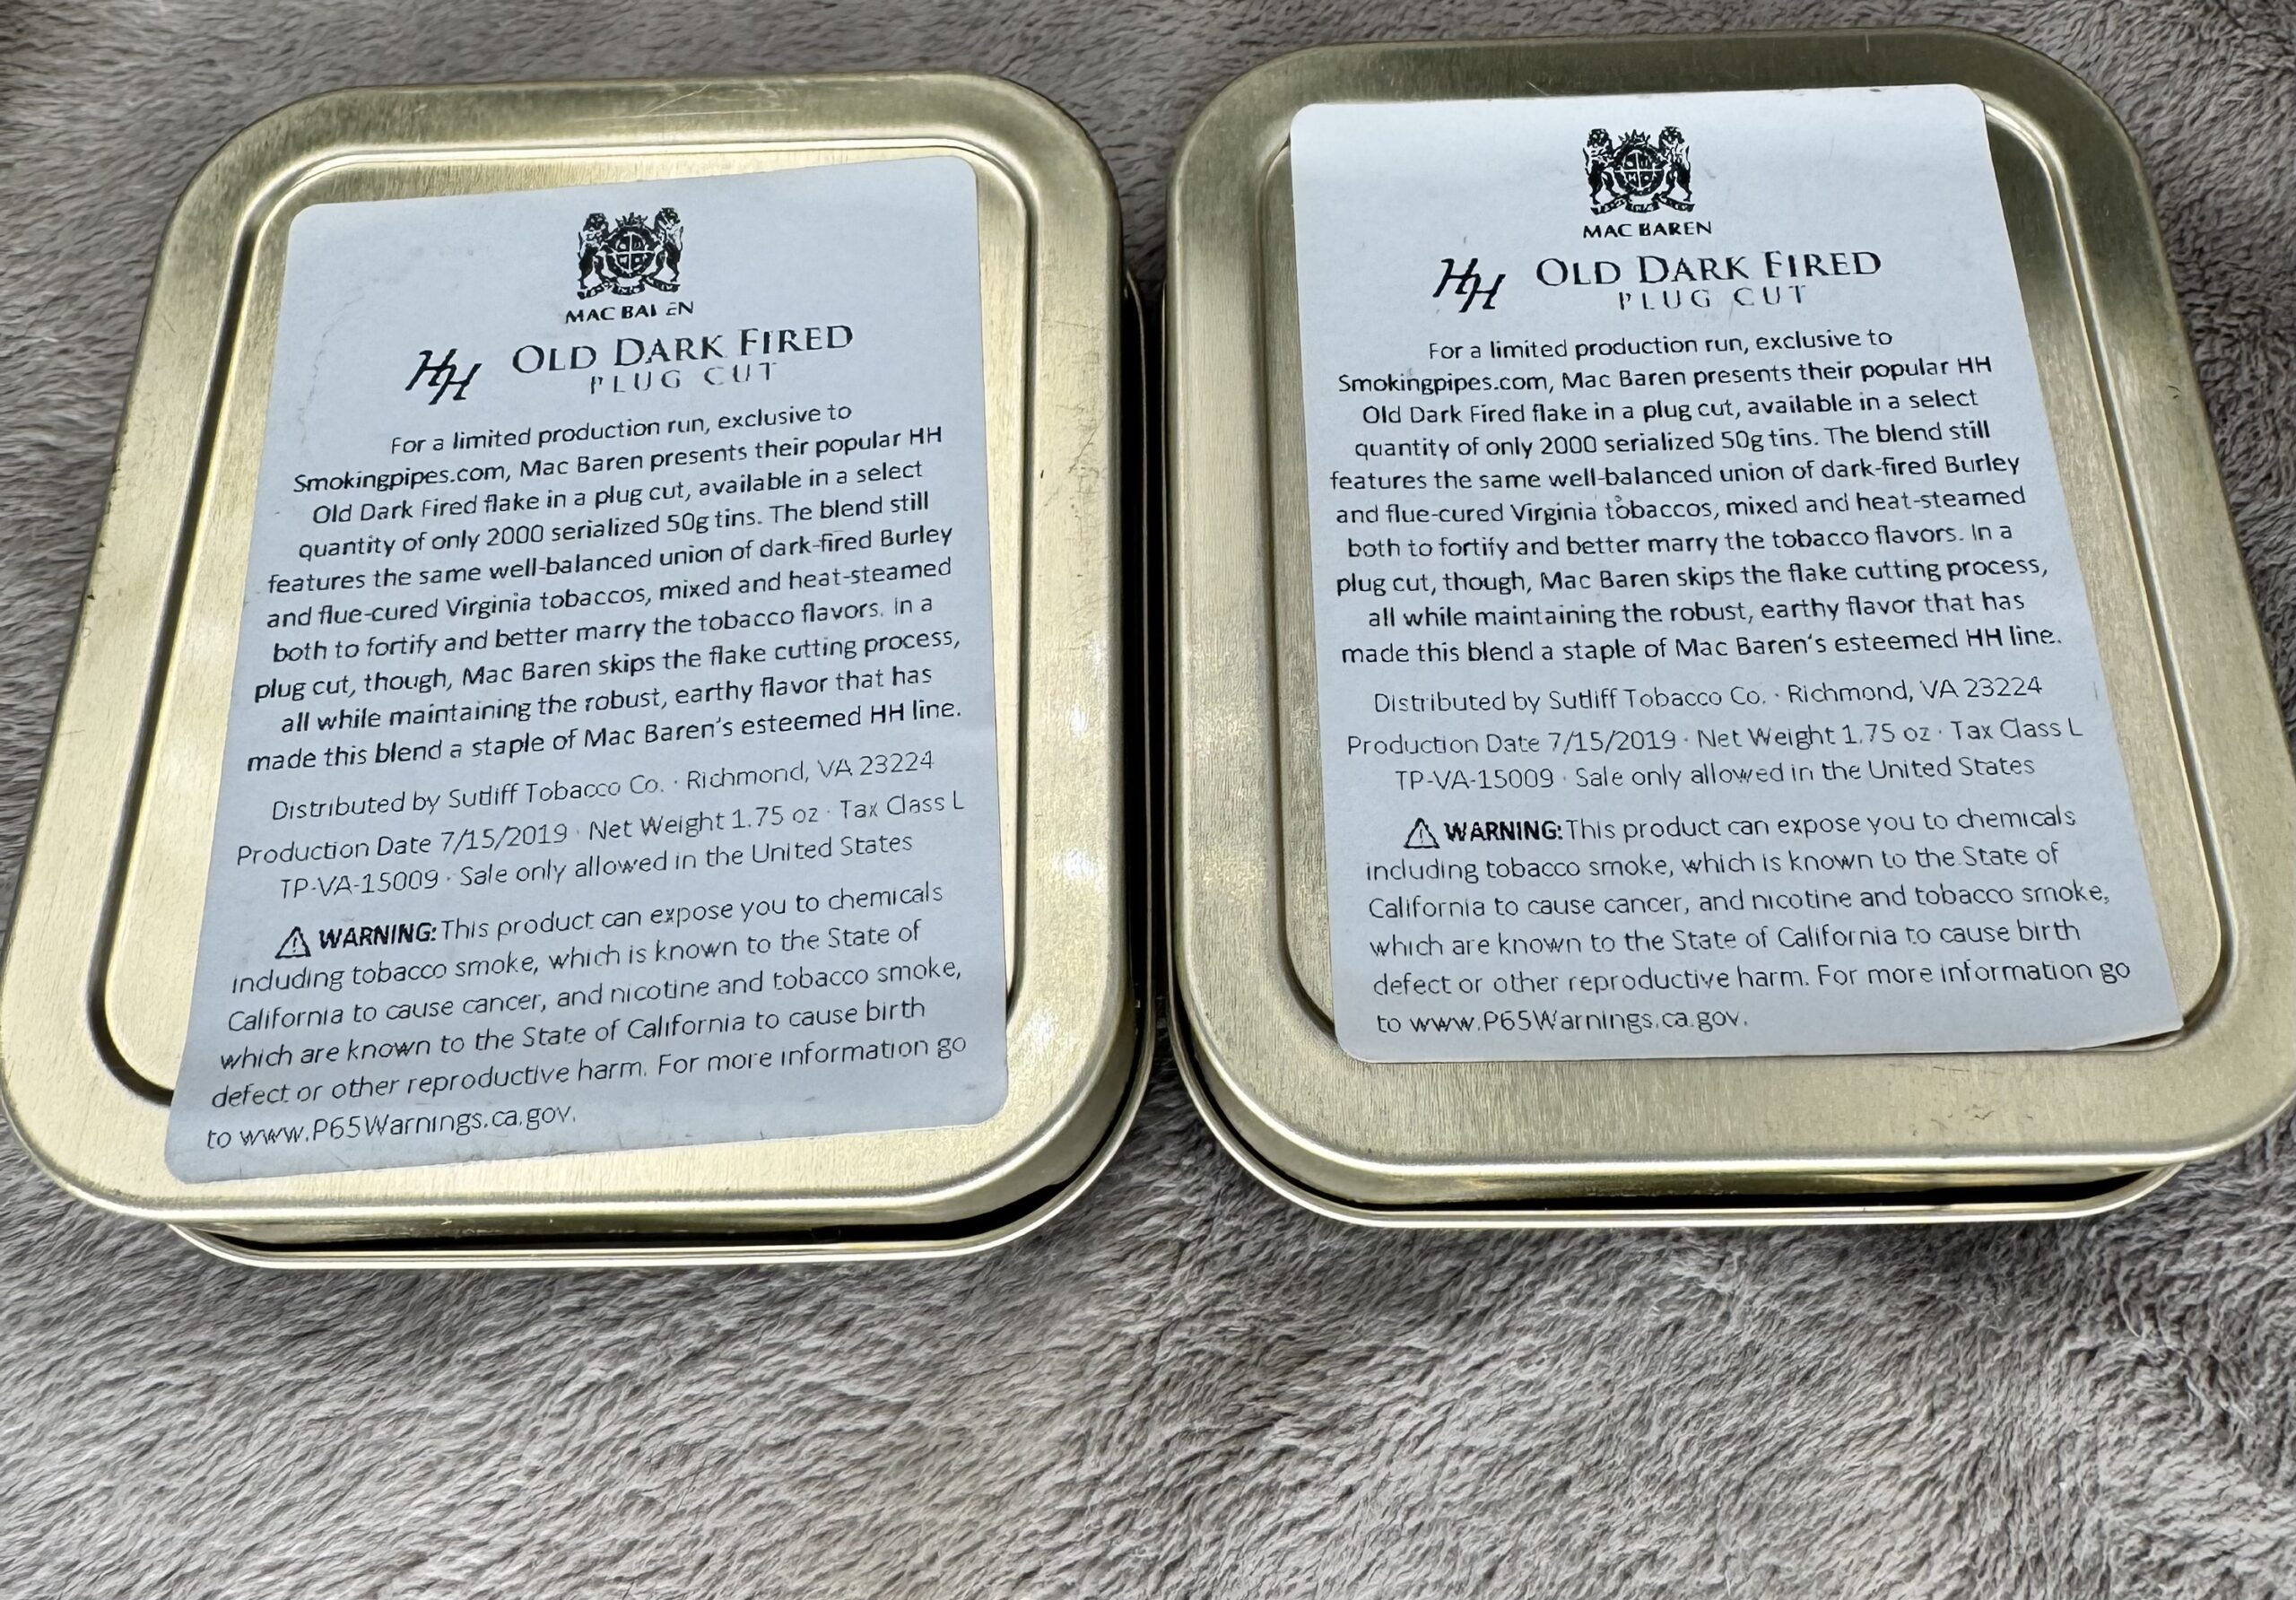 MAC BAREN
HH OLD DARK FIRED
PLUG CUT
For a limited production run, exclusive to
Smokingpipes.com, Mac Baren presents their popular HH
Old Dark Fired flake in a plug cut, available in a select
quantity of only 2000 serialized 50g tins. The blend still
features the same well-balanced union of dark-fired Burley
and flue-cured Virginia tobaccos, mixed and heat-steamed
both to fortify and better marry the tobacco flavors. In a
plug cut, though, Mac Baren skips the flake cutting process,
all while maintaining the robust, earthy flavor that has
made this blend a staple of Mac Baren's esteemed HH line.
Distributed by Sutliff Tobacco Co. · Richmond, VA 23224
Production Date 7/15/2019 · Net Weight 1.75 oz · Tax Class L
TP-VA-15009 · Sale only allowed in the United States
⚠ WARNING: This product can expose you to chemicals
including tobacco smoke, which is known to the State of
California to cause cancer, and nicotine and tobacco smoke,
which are known to the State of California to cause birth
defect or other reproductive harm. For more information go
to www.P65Warnings.ca.gov.
MAC BAREN
HH OLD DARK FIRED
PLUG CUT
For a limited production run, exclusive to
Smokingpipes.com, Mac Baren presents their popular HH
Old Dark Fired flake in a plug cut, available in a select
quantity of only 2000 serialized 50g tins. The blend still
features the same well-balanced union of dark-fired Burley
and flue-cured Virginia tobaccos, mixed and heat-steamed
both to fortify and better marry the tobacco flavors. In a
plug cut, though, Mac Baren skips the flake cutting process,
all while maintaining the robust, earthy flavor that has
made this blend a staple of Mac Baren's esteemed HH line.
Distributed by Sutliff Tobacco Co. · Richmond, VA 23224
Production Date 7/15/2019 · Net Weight 1.75 oz · Tax Class L
TP-VA-15009 · Sale only allowed in the United States
⚠ WARNING: This product can expose you to chemicals
including tobacco smoke, which is known to the State of
California to cause cancer, and nicotine and tobacco smoke,
which are known to the State of California to cause birth
defect or other reproductive harm. For more information go
to www.P65Warnings.ca.gov.